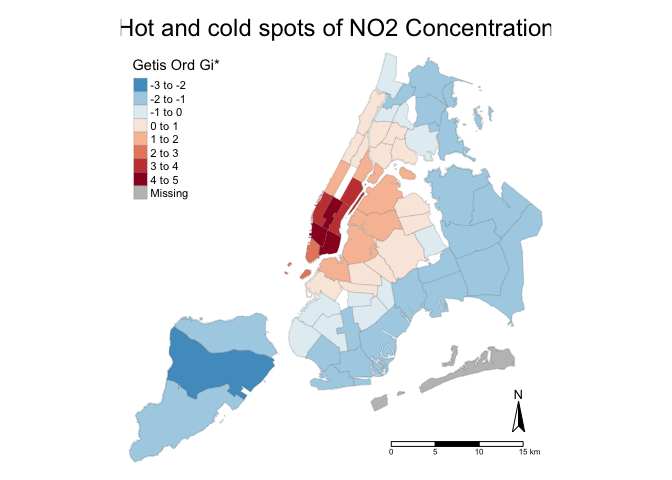 Hot and cold spots of NO2 Concentration
Getis Ord Gi*
-3 to -2
-2 to -1
-1 to 0
0 to 1
1 to 2
2 to 3
3 to 4
4 to 5
Missing
N
0 5 10 15 km